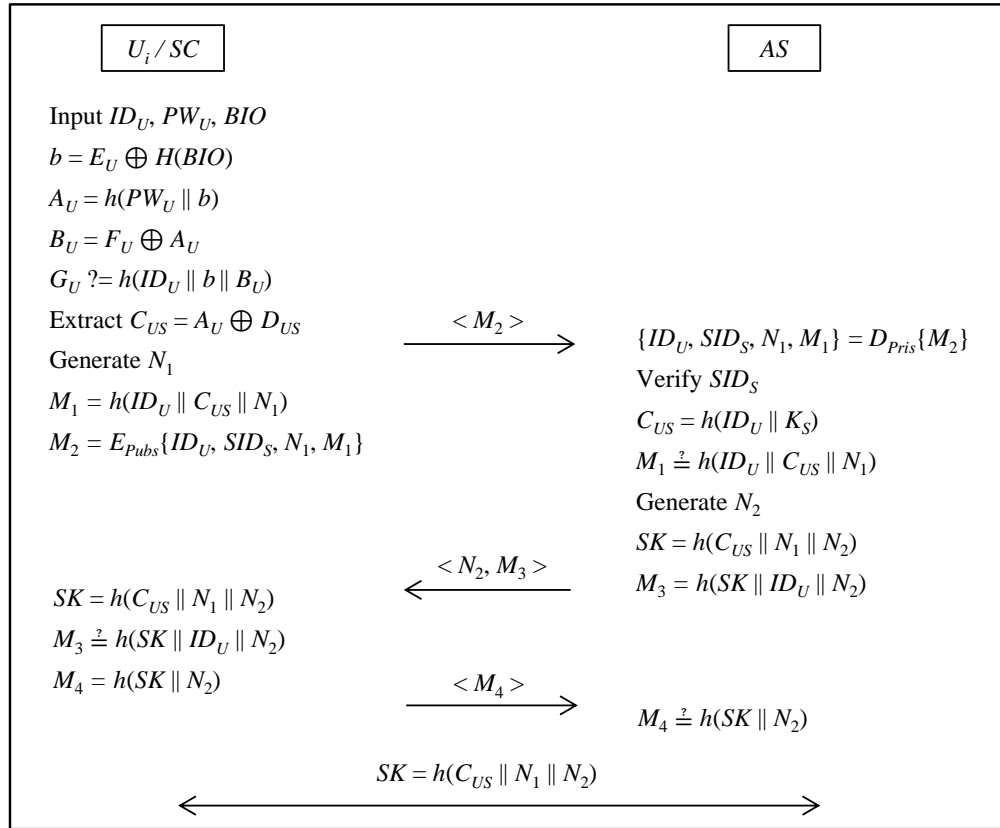 U_i / SC
AS
Input ID_U, PW_U, BIO
b = E_U ⊕ H(BIO)
A_U = h(PW_U || b)
B_U = F_U ⊕ A_U
G_U ?= h(ID_U || b || B_U)
Extract C_US = A_U ⊕ D_US
Generate N_1
M_1 = h(ID_U || C_US || N_1)
M_2 = E_Pubs{ID_U, SID_S, N_1, M_1}
< M_2 >
{ID_U, SID_S, N_1, M_1} = D_Pris{M_2}
Verify SID_S
C_US = h(ID_U || K_S)
M_1 ≟ h(ID_U || C_US || N_1)
Generate N_2
SK = h(C_US || N_1 || N_2)
M_3 = h(SK || ID_U || N_2)
< N_2, M_3 >
SK = h(C_US || N_1 || N_2)
M_3 ≟ h(SK || ID_U || N_2)
M_4 = h(SK || N_2)
< M_4 >
M_4 ≟ h(SK || N_2)
SK = h(C_US || N_1 || N_2)